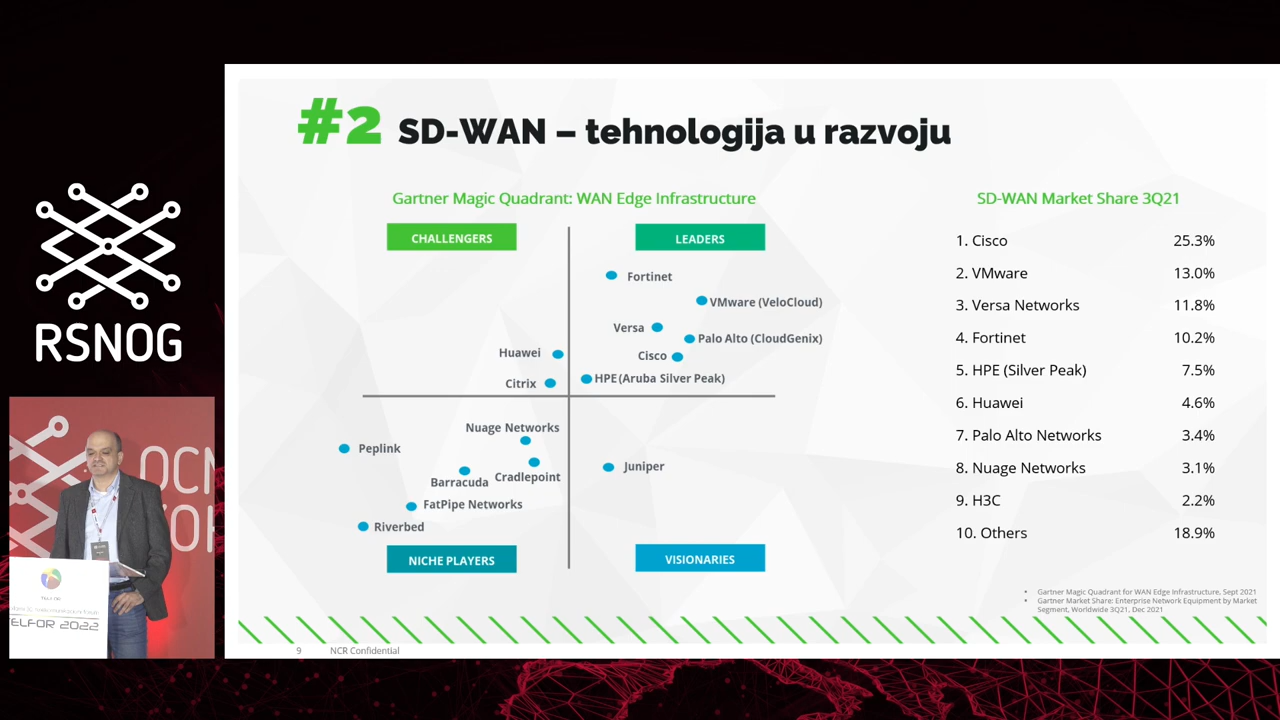 #2 SD-WAN – tehnologija u razvoju
Gartner Magic Quadrant: WAN Edge Infrastructure
CHALLENGERS
LEADERS
Fortinet
VMware (VeloCloud)
Versa
Palo Alto (CloudGenix)
Huawei
Cisco
Citrix
HPE (Aruba Silver Peak)
Nuage Networks
Peplink
Juniper
Cradlepoint
Barracuda
FatPipe Networks
Riverbed
NICHE PLAYERS
VISIONARIES
SD-WAN Market Share 3Q21
1. Cisco 25.3%
2. VMware 13.0%
3. Versa Networks 11.8%
4. Fortinet 10.2%
5. HPE (Silver Peak) 7.5%
6. Huawei 4.6%
7. Palo Alto Networks 3.4%
8. Nuage Networks 3.1%
9. H3C 2.2%
10. Others 18.9%
• Gartner Magic Quadrant for WAN Edge Infrastructure, Sept 2021
• Gartner Market Share: Enterprise Network Equipment by Market
Segment, Worldwide 3Q21, Dec 2021
9 NCR Confidential
RSNOG
TELFOR
TELFOR 2022